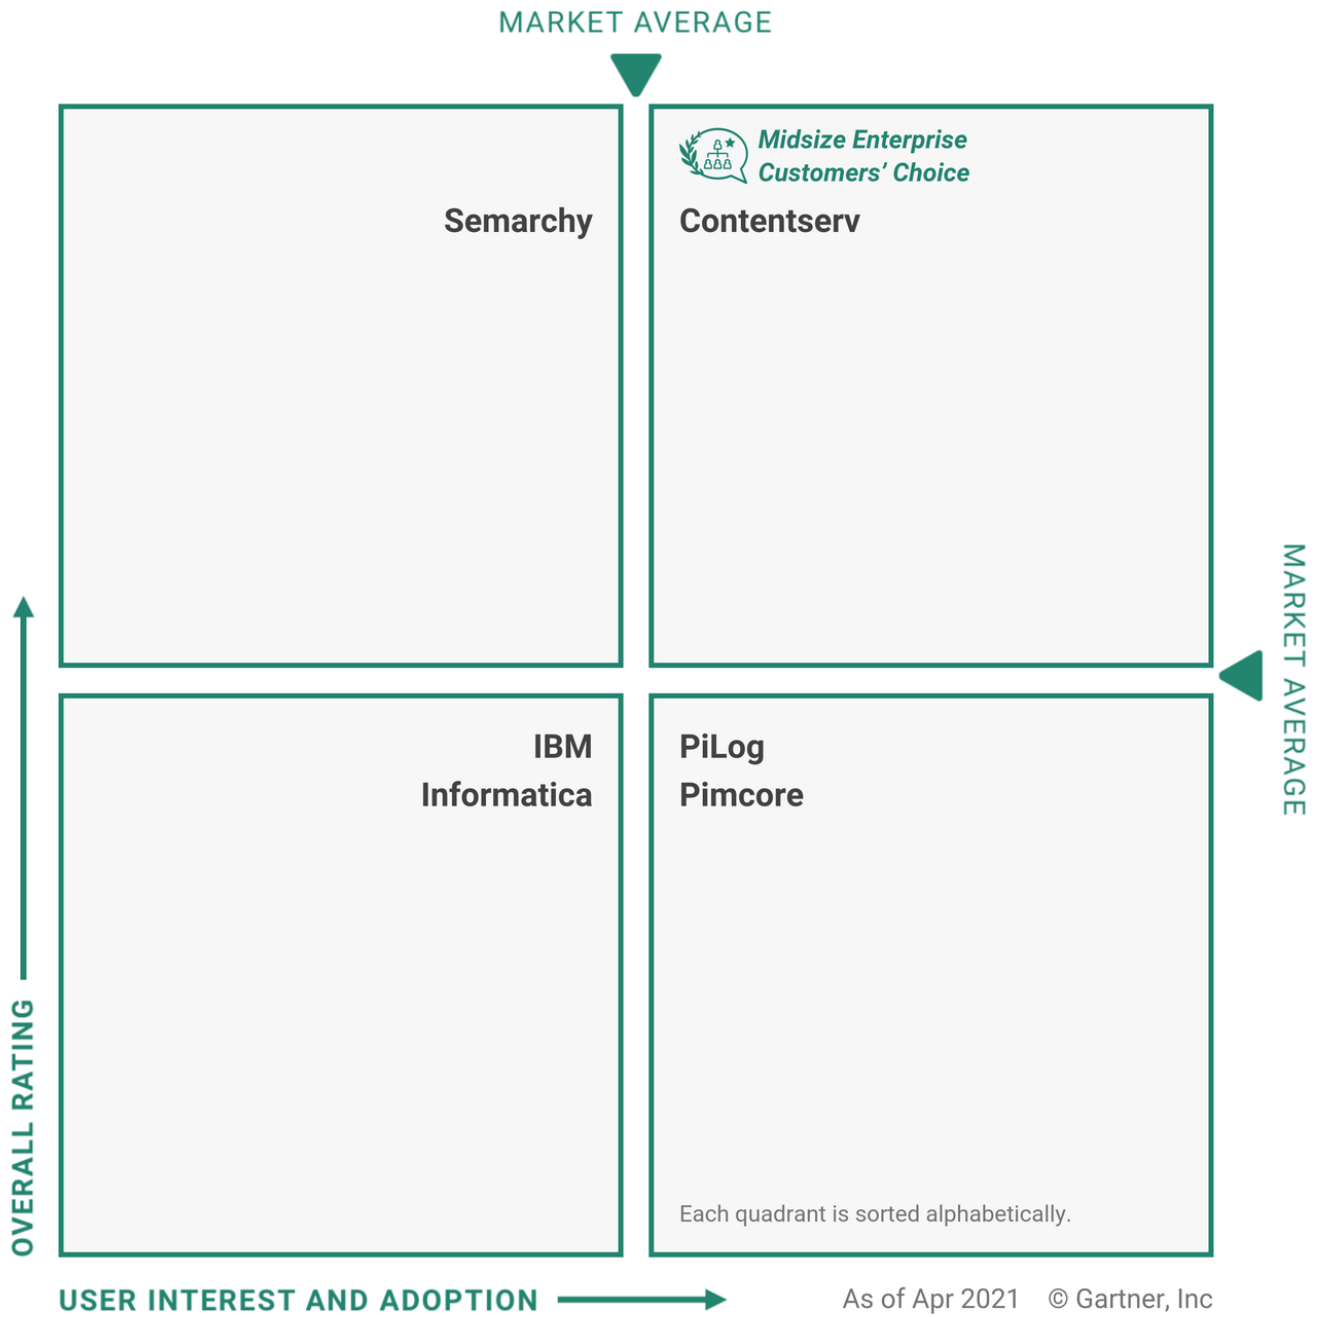 MARKET AVERAGE
Semarchy
Midsize Enterprise
Customers’ Choice
Contentserv
MARKET AVERAGE
IBM
Informatica
PiLog
Pimcore
Each quadrant is sorted alphabetically.
OVERALL RATING
USER INTEREST AND ADOPTION
As of Apr 2021 © Gartner, Inc